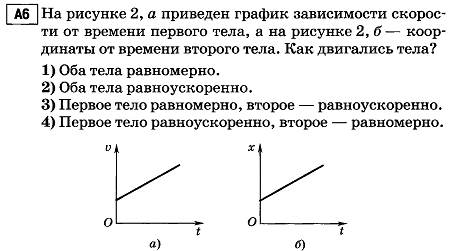 А6 На рисунке 2, а приведен график зависимости скорос-
ти от времени первого тела, а на рисунке 2, б — коор-
динаты от времени второго тела. Как двигались тела?
1) Оба тела равномерно.
2) Оба тела равноускоренно.
3) Первое тело равномерно, второе — равноускоренно.
4) Первое тело равноускоренно, второе — равномерно.
υ x
O t O t
а) б)